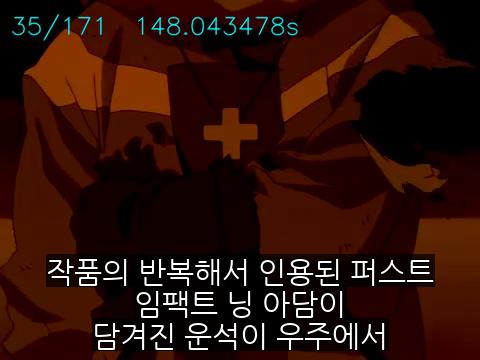 35/171 148.043478s
작품의 반복해서 인용된 퍼스트
임팩트 닝 아담이
담겨진 운석이 우주에서